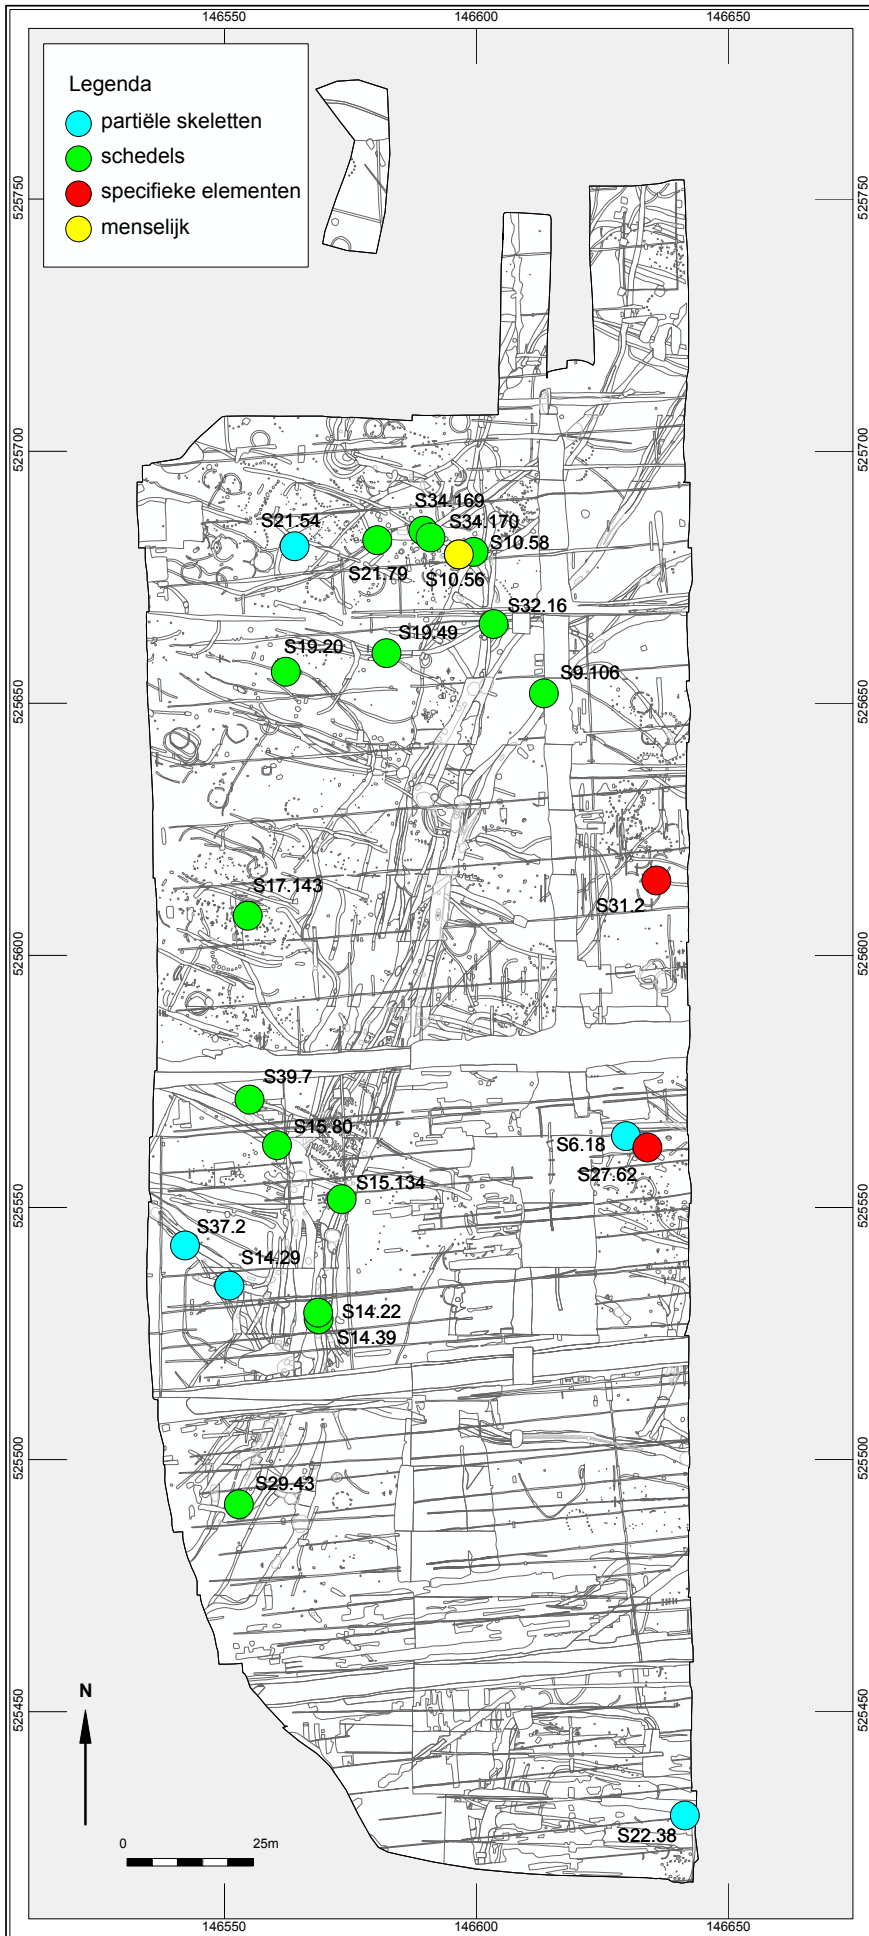 146550
146600
146650
Legenda
partiële skeletten
schedels
specifieke elementen
menselijk
525750
525750
525700
525700
S34.169
S21.54
S34.170
S10.58
S21.79
S10.56
S32.16
S19.49
S19.20
S9.106
525650
525650
S17.143
S31.2
525600
525600
S39.7
S15.80
S6.18
S27.62
S15.134
525550
525550
S37.2
S14.29
S14.22
S14.39
525500
525500
S29.43
N
525450
525450
0
25m
S22.38
146550
146600
146650